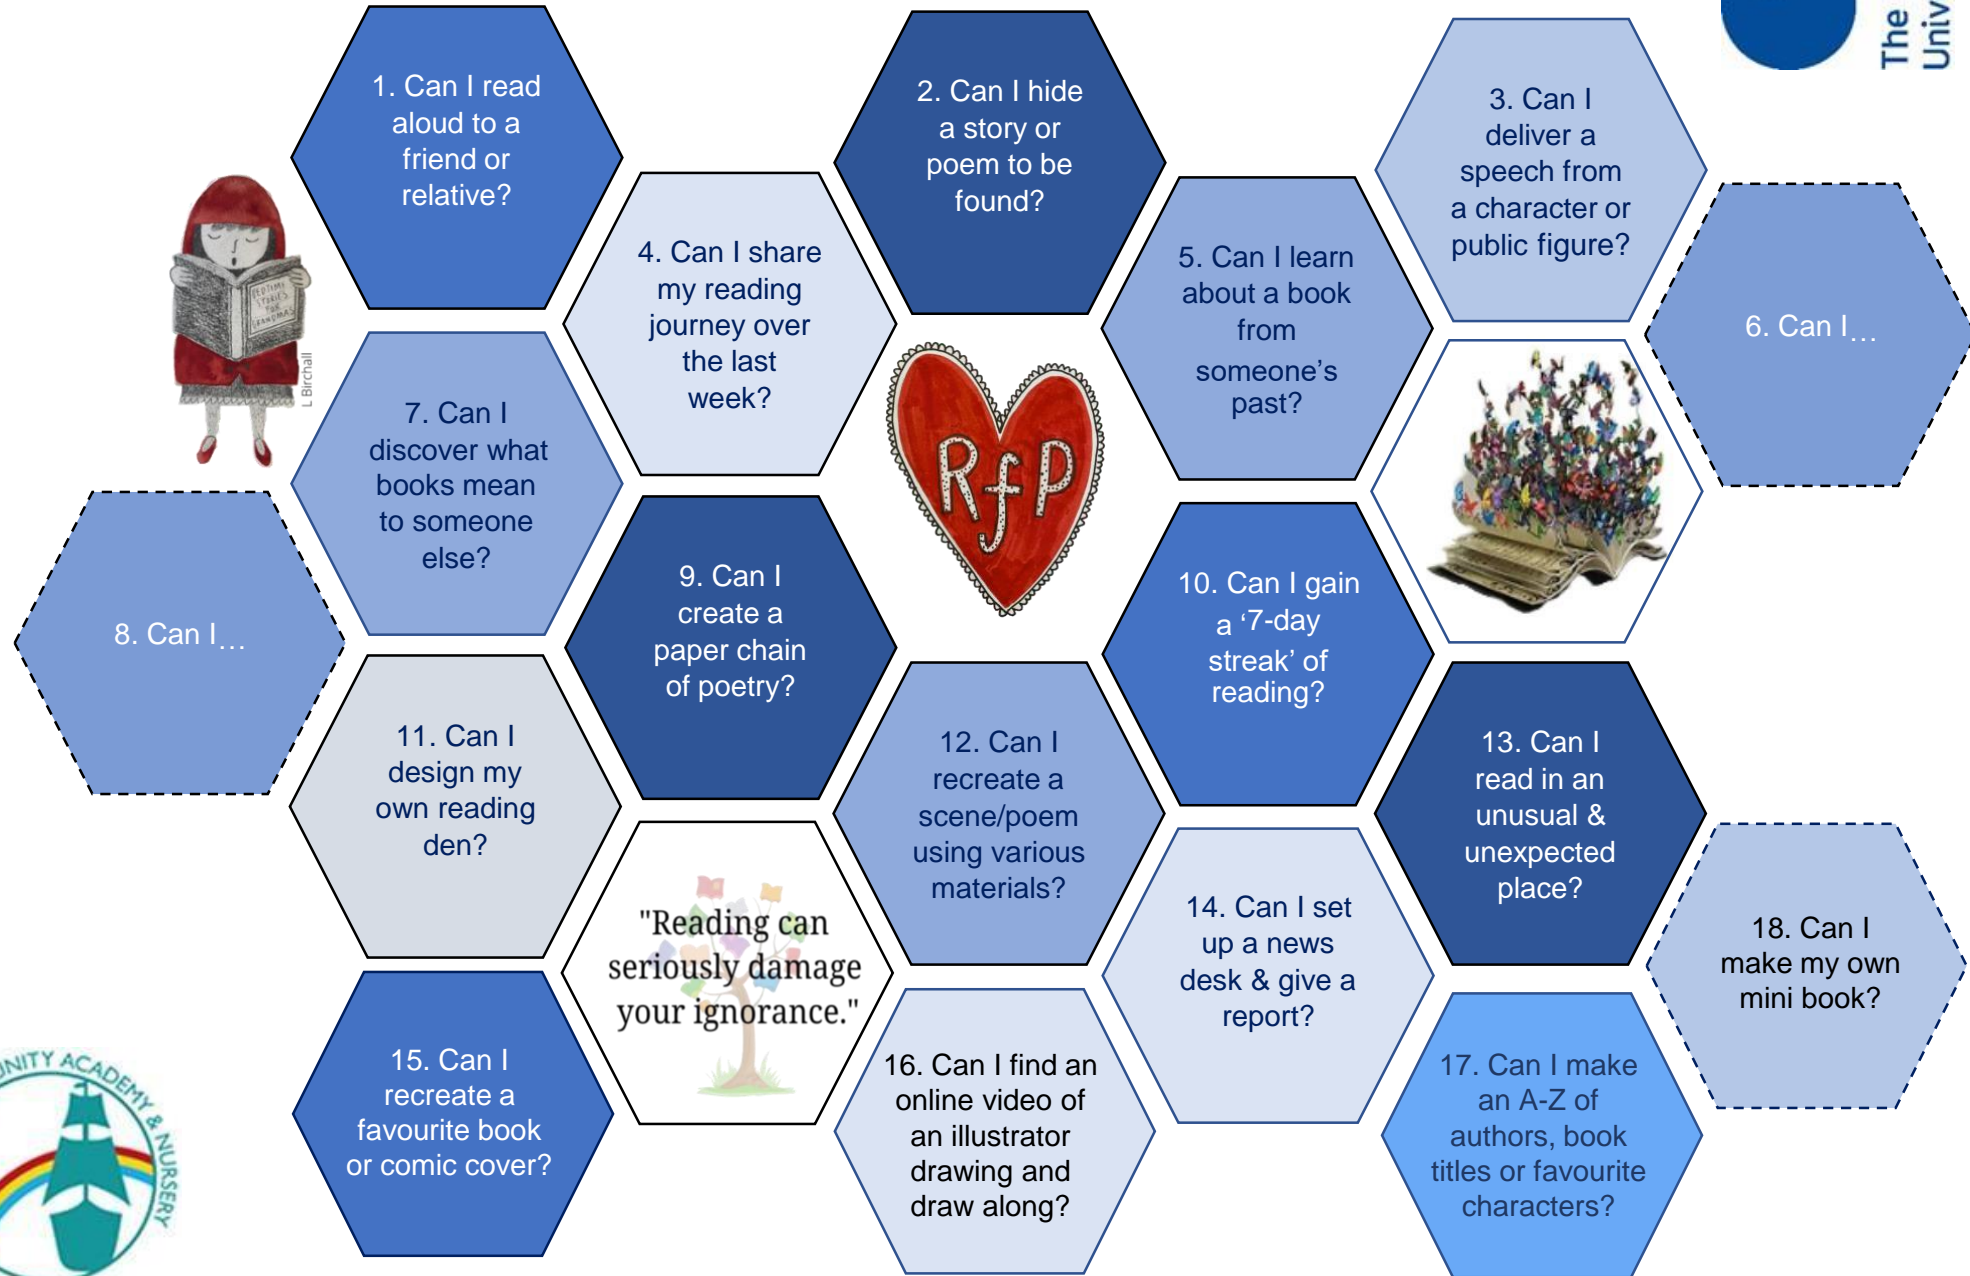 The
Univ
1. Can I read
aloud to a
friend or
relative?
2. Can I hide
a story or
poem to be
found?
3. Can I
deliver a
speech from
a character or
public figure?
4. Can I share
my reading
journey over
the last
week?
5. Can I learn
about a book
from
someone’s
past?
6. Can I...
BEDTIME
STORIES
FOR
GRANDMAS
L Birchall
7. Can I
discover what
books mean
to someone
else?
RfP
8. Can I...
9. Can I
create a
paper chain
of poetry?
10. Can I gain
a ‘7-day
streak’ of
reading?
11. Can I
design my
own reading
den?
12. Can I
recreate a
scene/poem
using various
materials?
13. Can I
read in an
unusual &
unexpected
place?
"Reading can
seriously damage
your ignorance."
14. Can I set
up a news
desk & give a
report?
18. Can I
make my own
mini book?
15. Can I
recreate a
favourite book
or comic cover?
16. Can I find an
online video of
an illustrator
drawing and
draw along?
17. Can I make
an A-Z of
authors, book
titles or favourite
characters?
UNITY ACADEMY & NURSERY